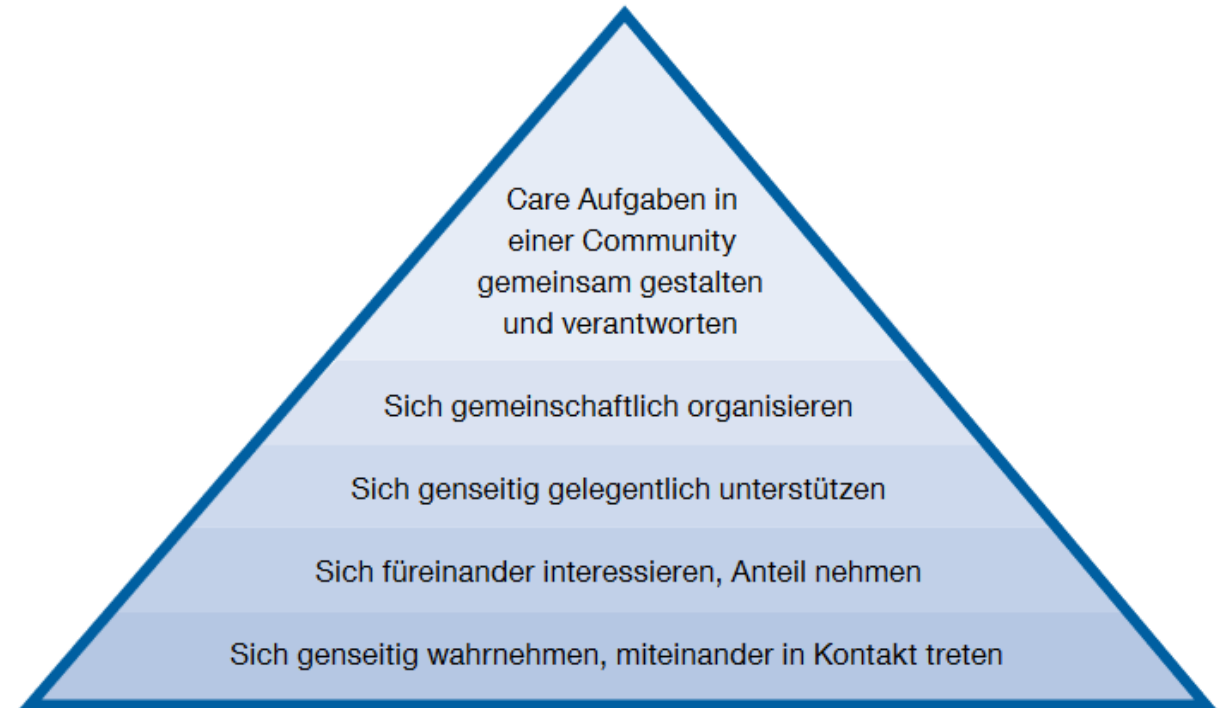 Care Aufgaben in
einer Community
gemeinsam gestalten
und verantworten
Sich gemeinschaftlich organisieren
Sich genseitig gelegentlich unterstützen
Sich füreinander interessieren, Anteil nehmen
Sich genseitig wahrnehmen, miteinander in Kontakt treten